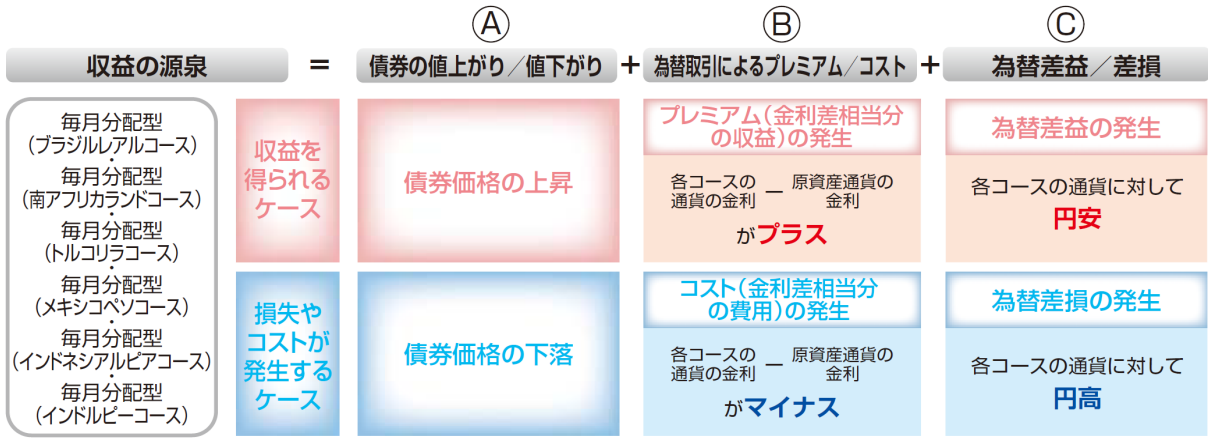 Ⓐ
Ⓑ
Ⓒ
収益の源泉 = 債券の値上がり/値下がり + 為替取引によるプレミアム/コスト + 為替差益/差損
毎月分配型
(ブラジルレアルコース)
・
毎月分配型
(南アフリカランドコース)
・
毎月分配型
(トルコリラコース)
・
毎月分配型
(メキシコペソコース)
・
毎月分配型
(インドネシアルピアコース)
・
毎月分配型
(インドルピーコース)
収益を
得られる
ケース
債券価格の上昇
プレミアム(金利差相当分
の収益)の発生
各コースの
通貨の金利
ー
原資産通貨の
金利
がプラス
為替差益の発生
各コースの通貨に対して
円安
損失や
コストが
発生する
ケース
債券価格の下落
コスト(金利差相当分
の費用)の発生
各コースの
通貨の金利
ー
原資産通貨の
金利
がマイナス
為替差損の発生
各コースの通貨に対して
円高